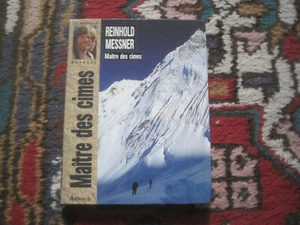 REINHOLD
MESSNER
Maître des cimes
Maître des cimes
Arthaud